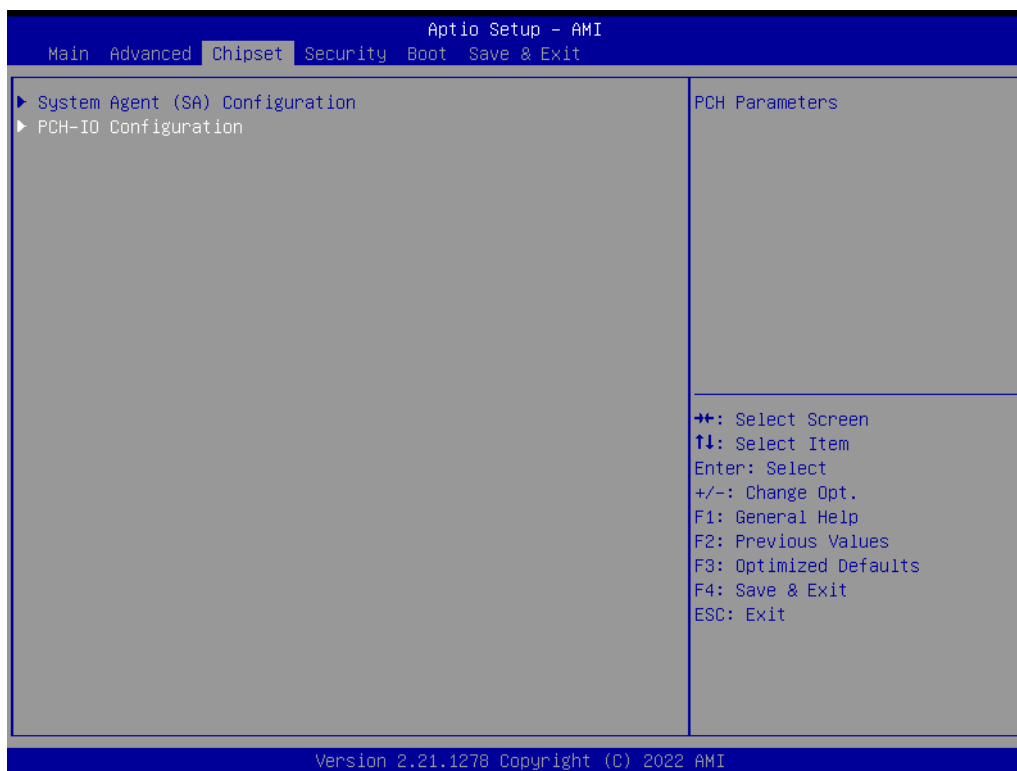 Aptio Setup – AMI
Main Advanced Chipset Security Boot Save & Exit
▶ System Agent (SA) Configuration
▶ PCH-IO Configuration
PCH Parameters
→←: Select Screen
↑↓: Select Item
Enter: Select
+/-: Change Opt.
F1: General Help
F2: Previous Values
F3: Optimized Defaults
F4: Save & Exit
ESC: Exit
Version 2.21.1278 Copyright (C) 2022 AMI